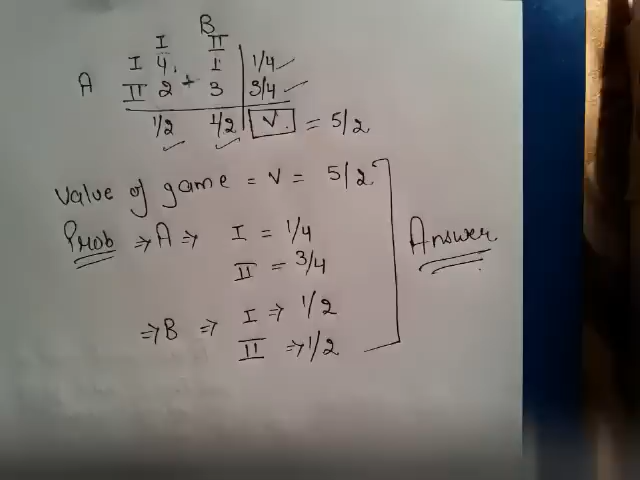 B
I II
I 4 1 1/4
A II 2 + 3 3/4
1/2 1/2 V = 5/2
Value of game = V = 5/2
Prob ⇒ A ⇒ I = 1/4
II = 3/4
Answer
⇒ B ⇒ I ⇒ 1/2
II ⇒ 1/2